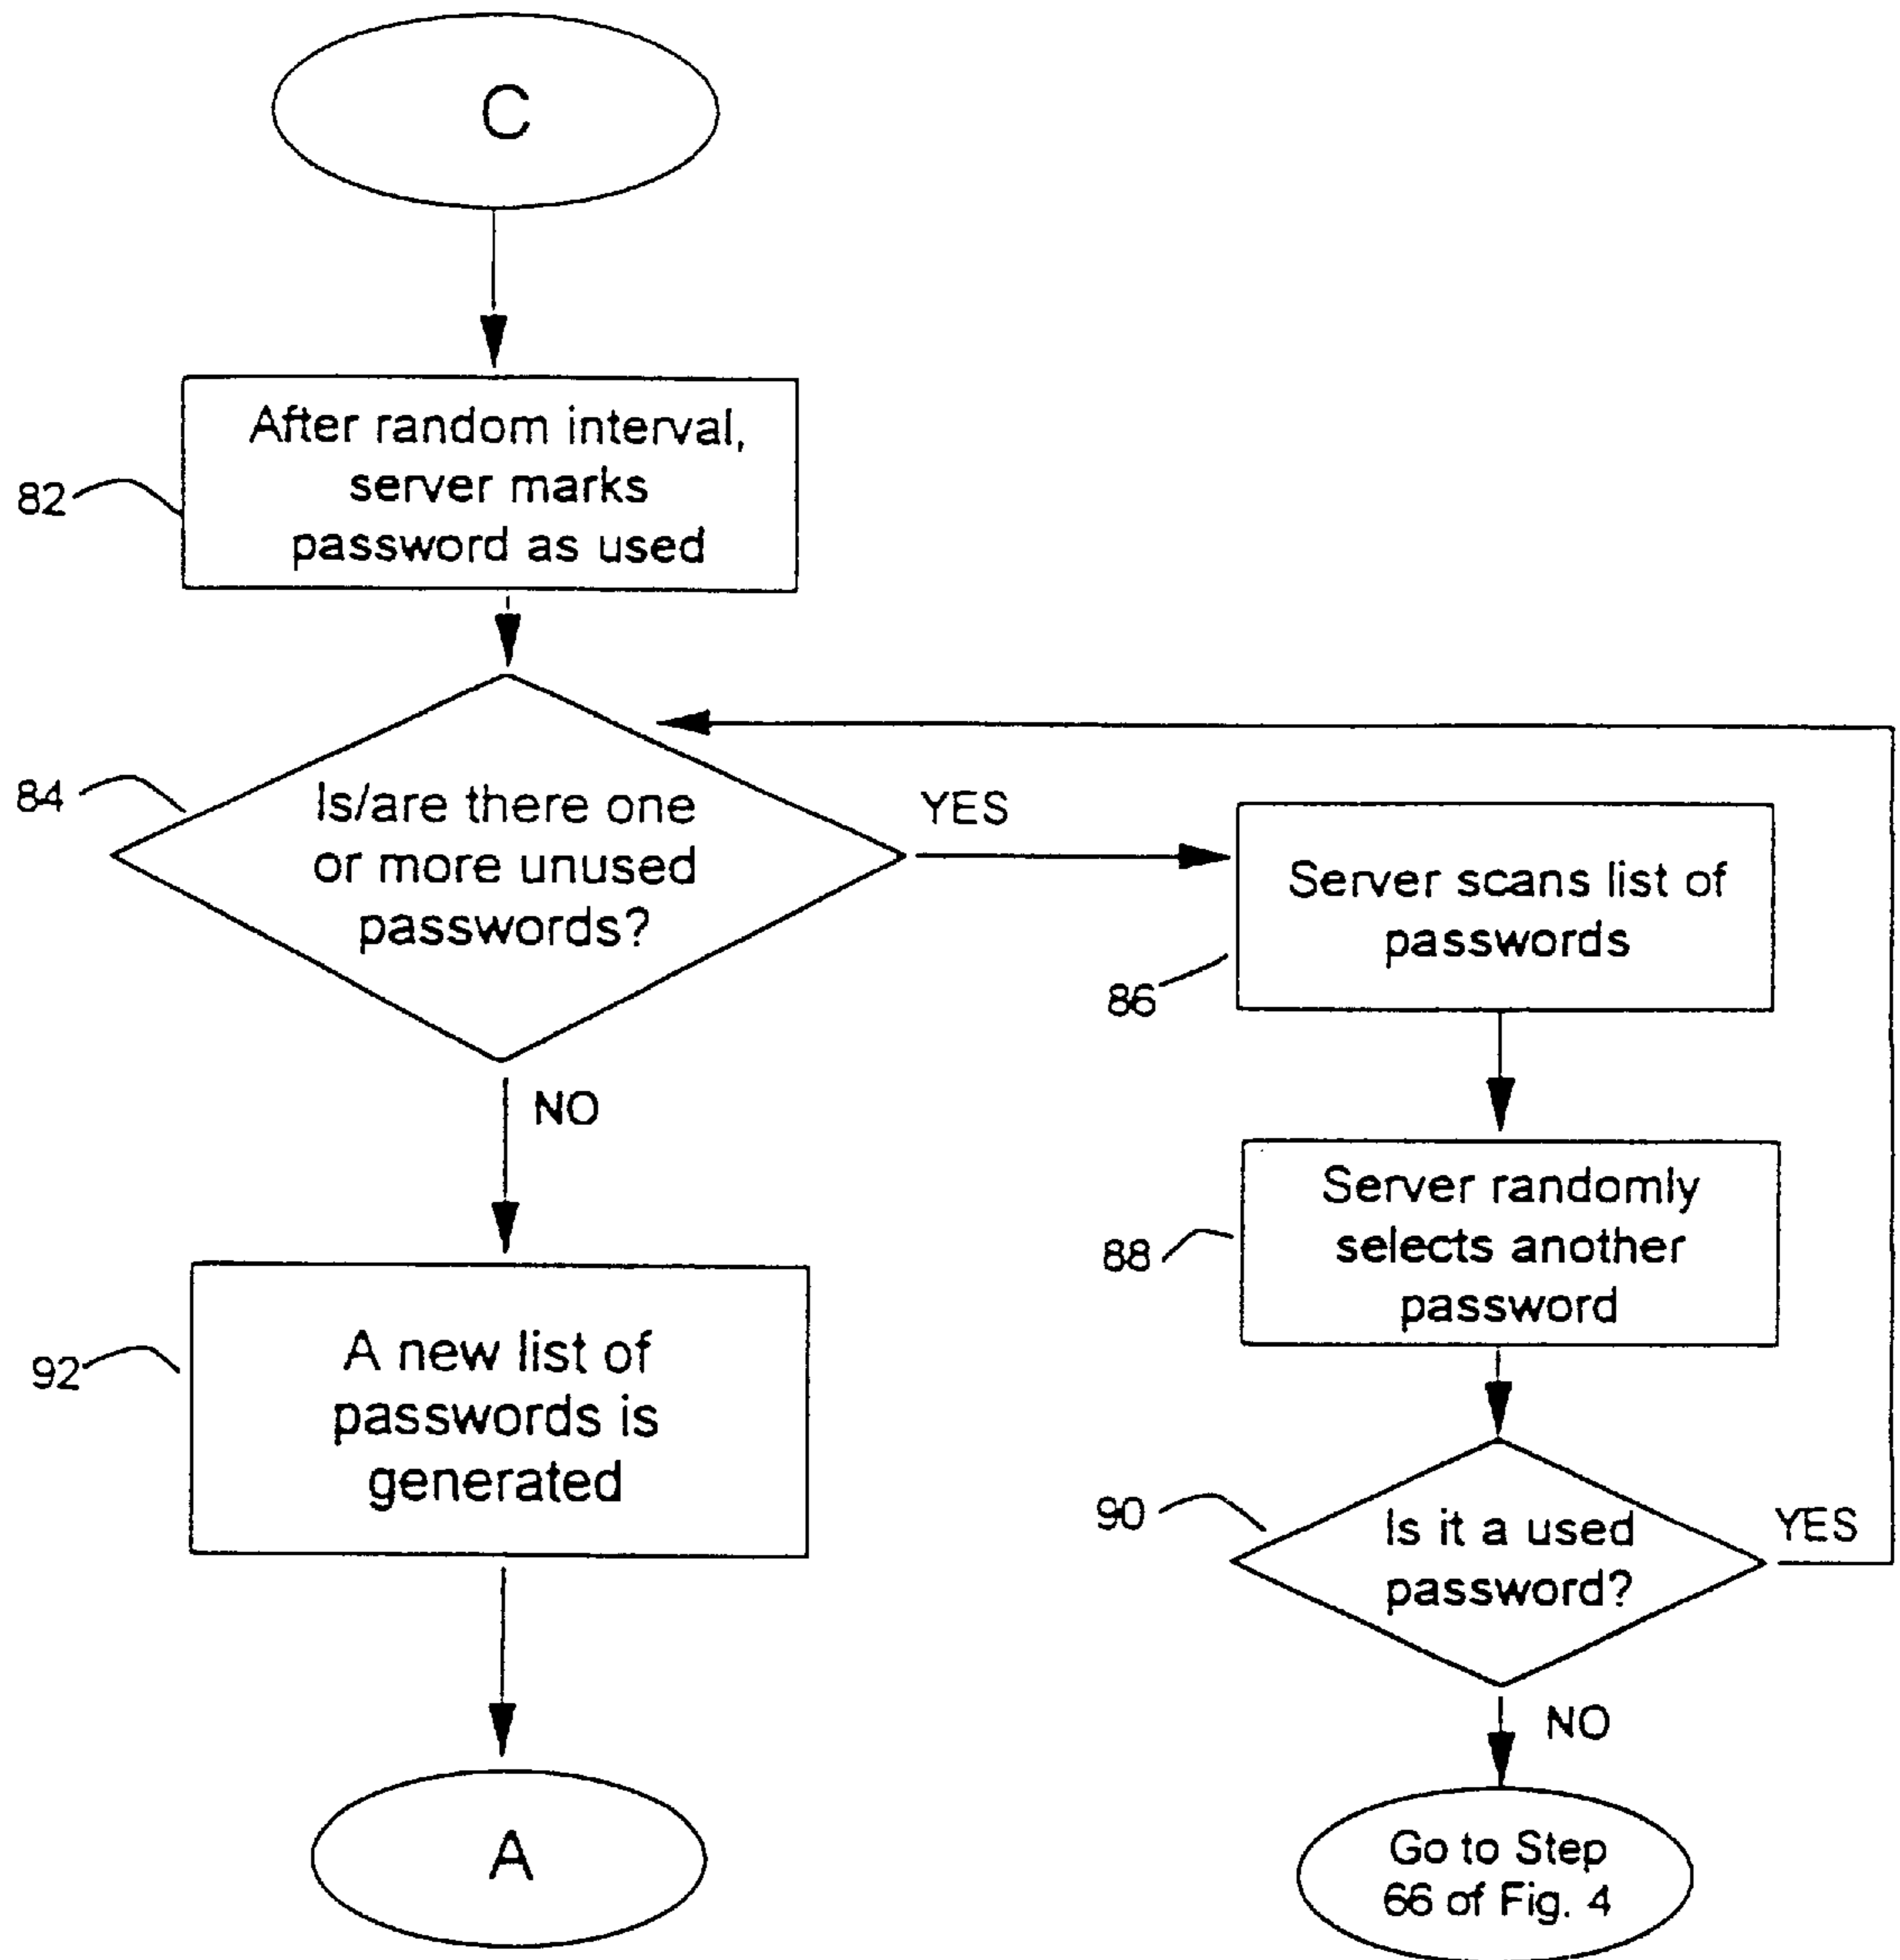 C
After random interval,
server marks
password as used
82
84
Is/are there one
or more unused
passwords?
YES
Server scans list of
passwords
86
NO
Server randomly
selects another
password
88
A new list of
passwords is
generated
92
90
Is it a used
password?
YES
NO
A
Go to Step
66 of Fig. 4